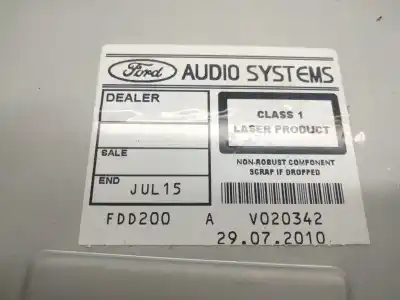 Ford AUDIO SYSTEMS
DEALER
CLASS 1
LASER PRODUCT
SALE
NON-ROBUST COMPONENT
SCRAP IF DROPPED
END JUL15
FDD200 A V020342
29.07.2010